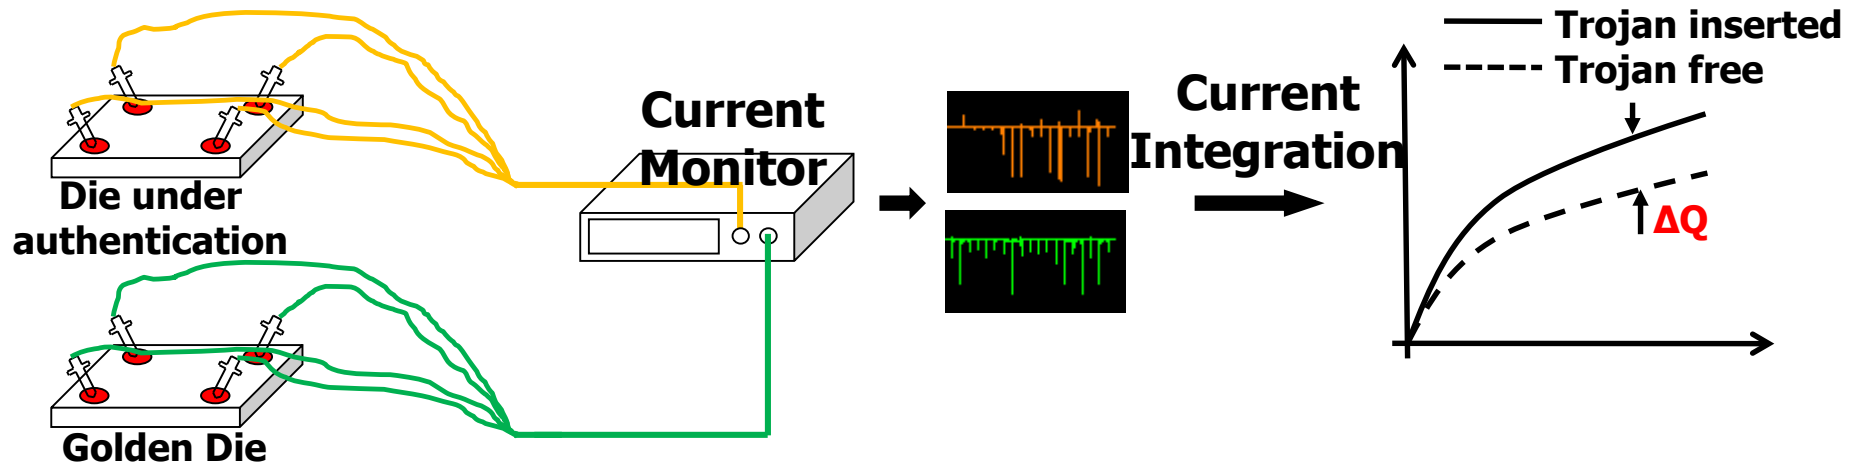 Die under
authentication
Golden Die
Current
Monitor
Current
Integration
Trojan inserted
Trojan free
ΔQ